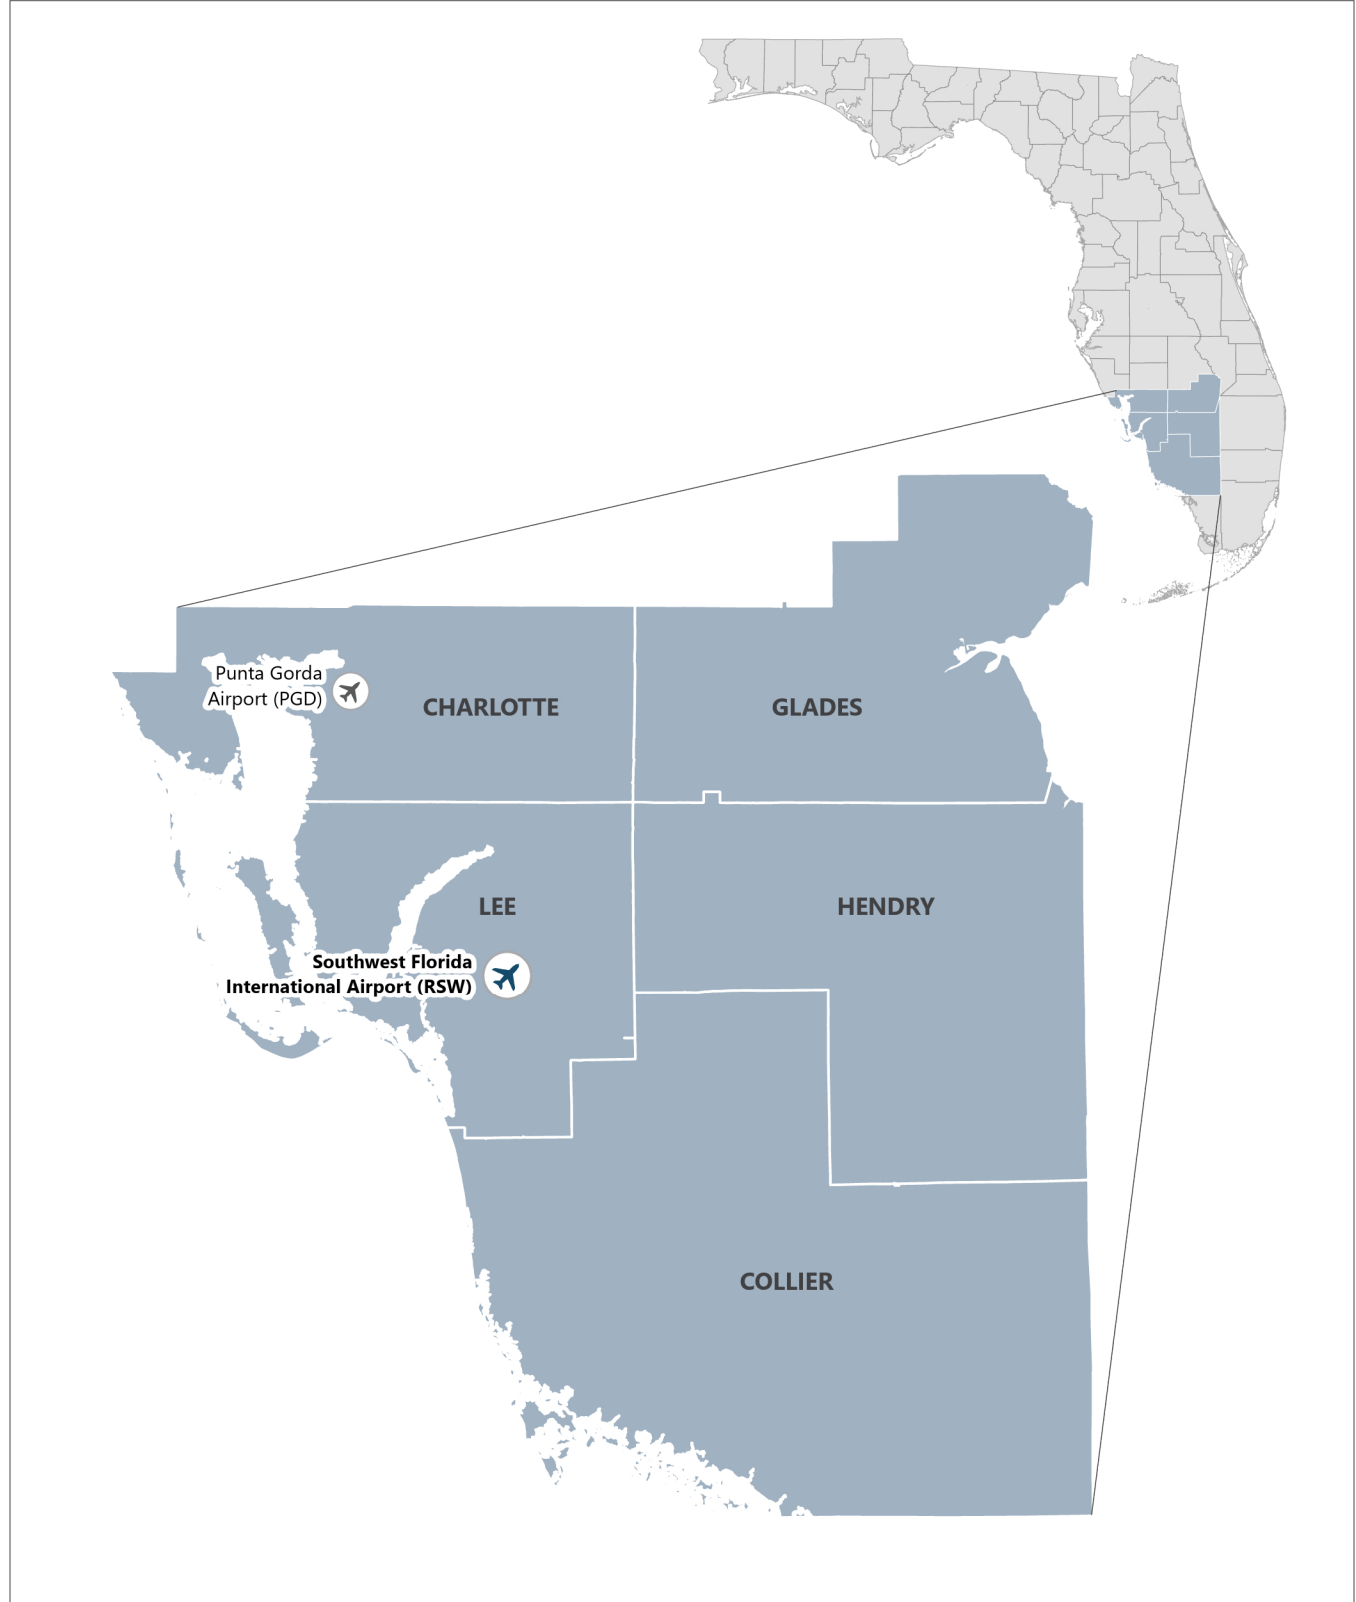 Punta Gorda
Airport (PGD)
CHARLOTTE
GLADES
LEE
HENDRY
Southwest Florida
International Airport (RSW)
COLLIER